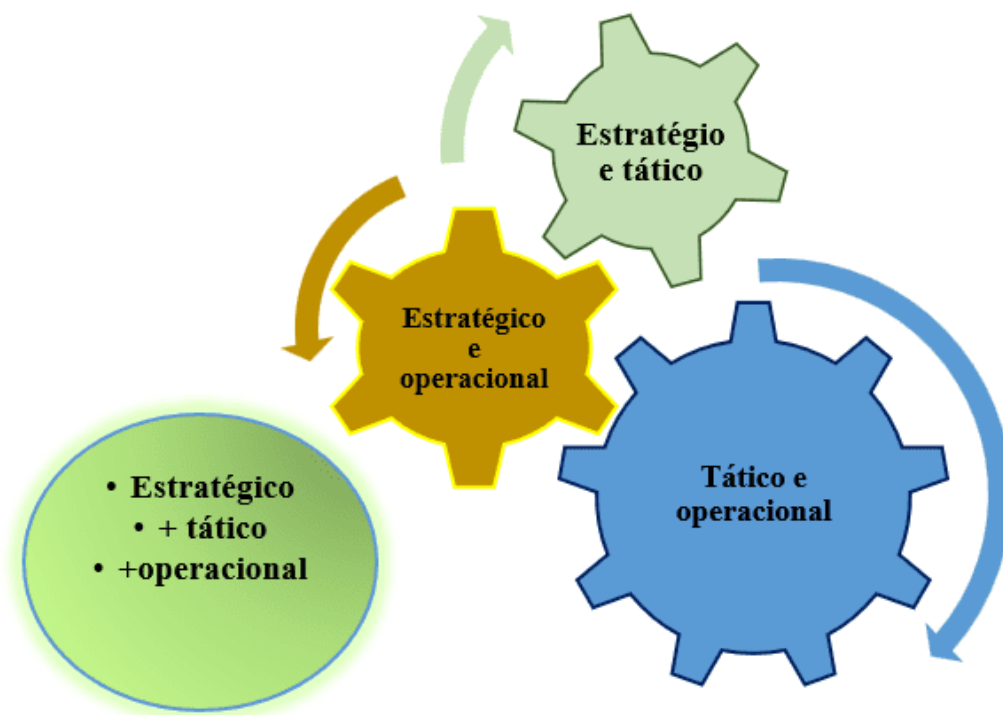 Estratégio
e tático
Estratégico
e
operacional
Tático e
operacional
• Estratégico
• + tático
• +operacional